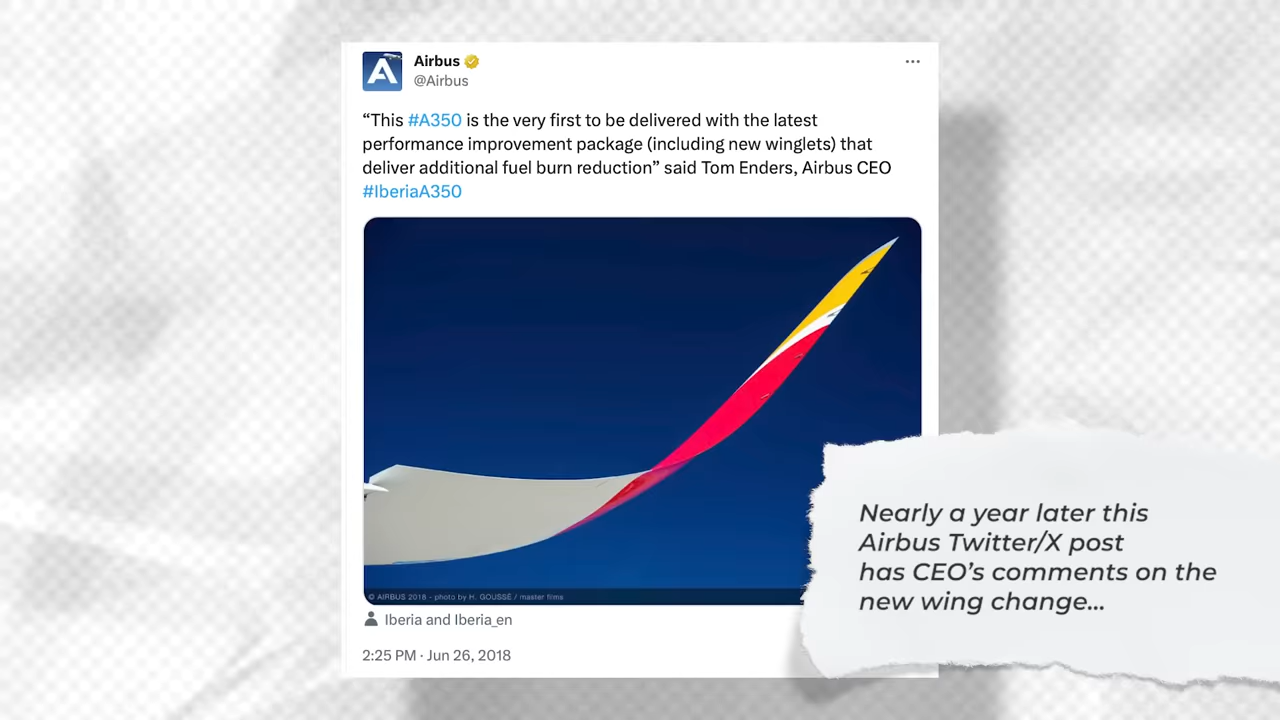 Airbus
@Airbus
“This #A350 is the very first to be delivered with the latest
performance improvement package (including new winglets) that
deliver additional fuel burn reduction” said Tom Enders, Airbus CEO
#IberiaA350
© AIRBUS 2018 - photo by H. GOUSSÉ / master films
Iberia and Iberia_en
2:25 PM · Jun 26, 2018
Nearly a year later this
Airbus Twitter/X post
has CEO’s comments on the
new wing change...